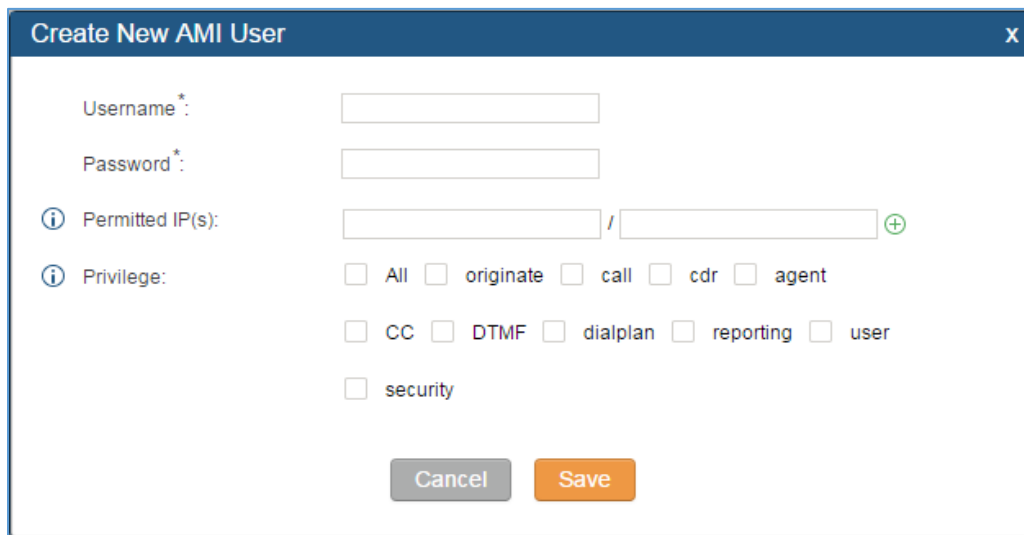 Create New AMI User x
Username*:
Password*:
Permitted IP(s): /
Privilege: All originate call cdr agent
CC DTMF dialplan reporting user
security
Cancel Save